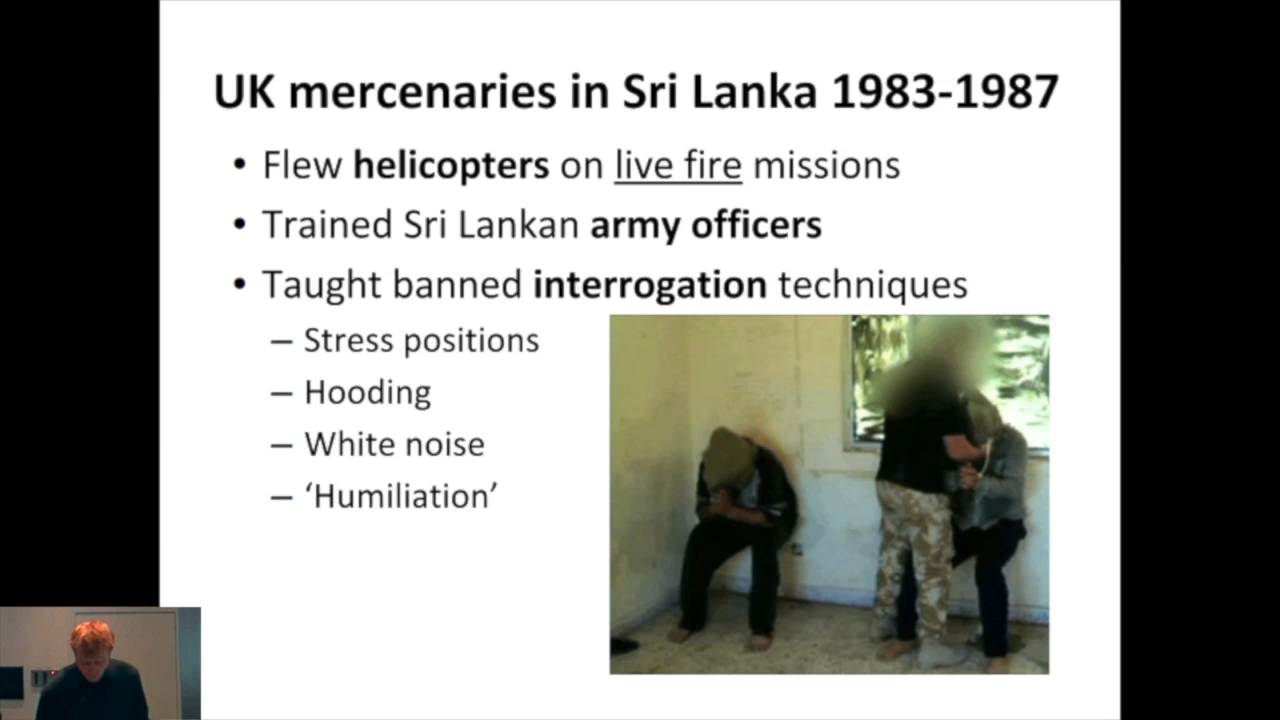 UK mercenaries in Sri Lanka 1983-1987
• Flew helicopters on live fire missions
• Trained Sri Lankan army officers
• Taught banned interrogation techniques
– Stress positions
– Hooding
– White noise
– ‘Humiliation’